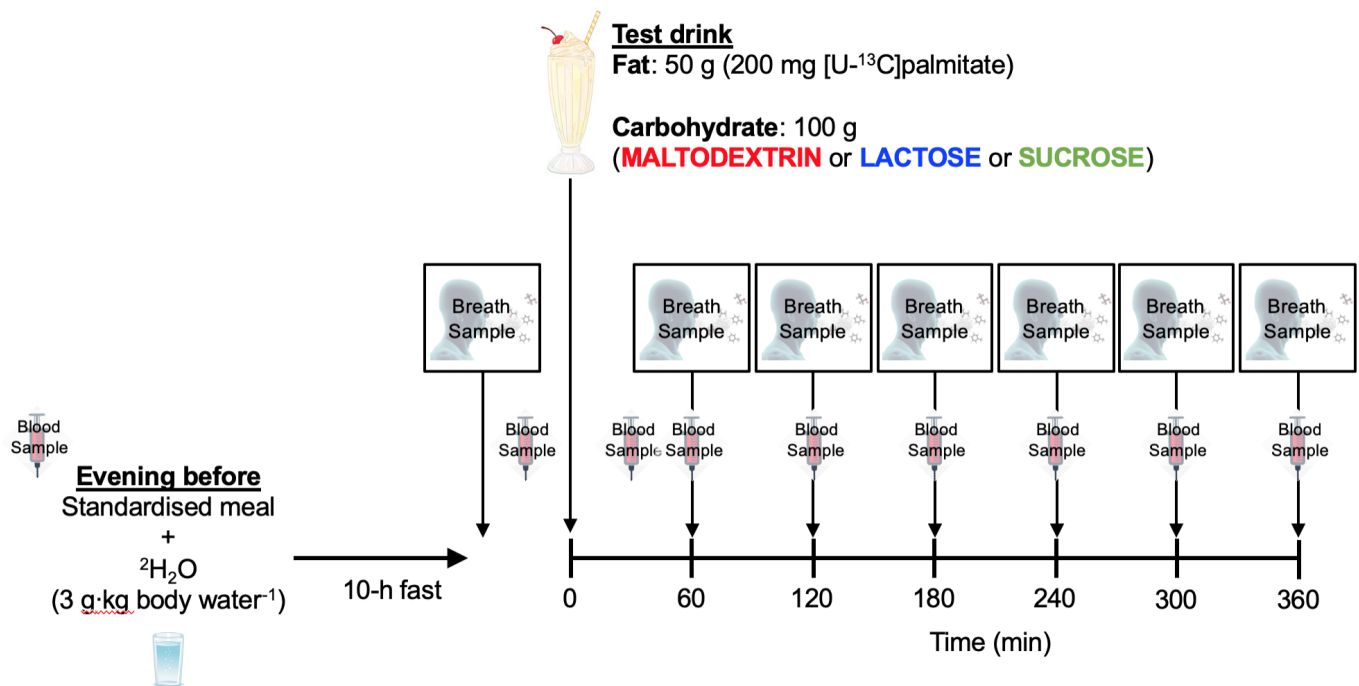 Test drink
Fat: 50 g (200 mg [U-¹³C]palmitate)
Carbohydrate: 100 g
(MALTODEXTRIN or LACTOSE or SUCROSE)
Breath
Sample
Breath
Sample
Breath
Sample
Breath
Sample
Breath
Sample
Breath
Sample
Breath
Sample
Blood
Sample
Blood
Sample
Blood
Sample
Blood
Sample
Blood
Sample
Blood
Sample
Blood
Sample
Blood
Sample
Blood
Sample
Evening before
Standardised meal
+
²H₂O
(3 g·kg body water⁻¹)
10-h fast
0 60 120 180 240 300 360
Time (min)